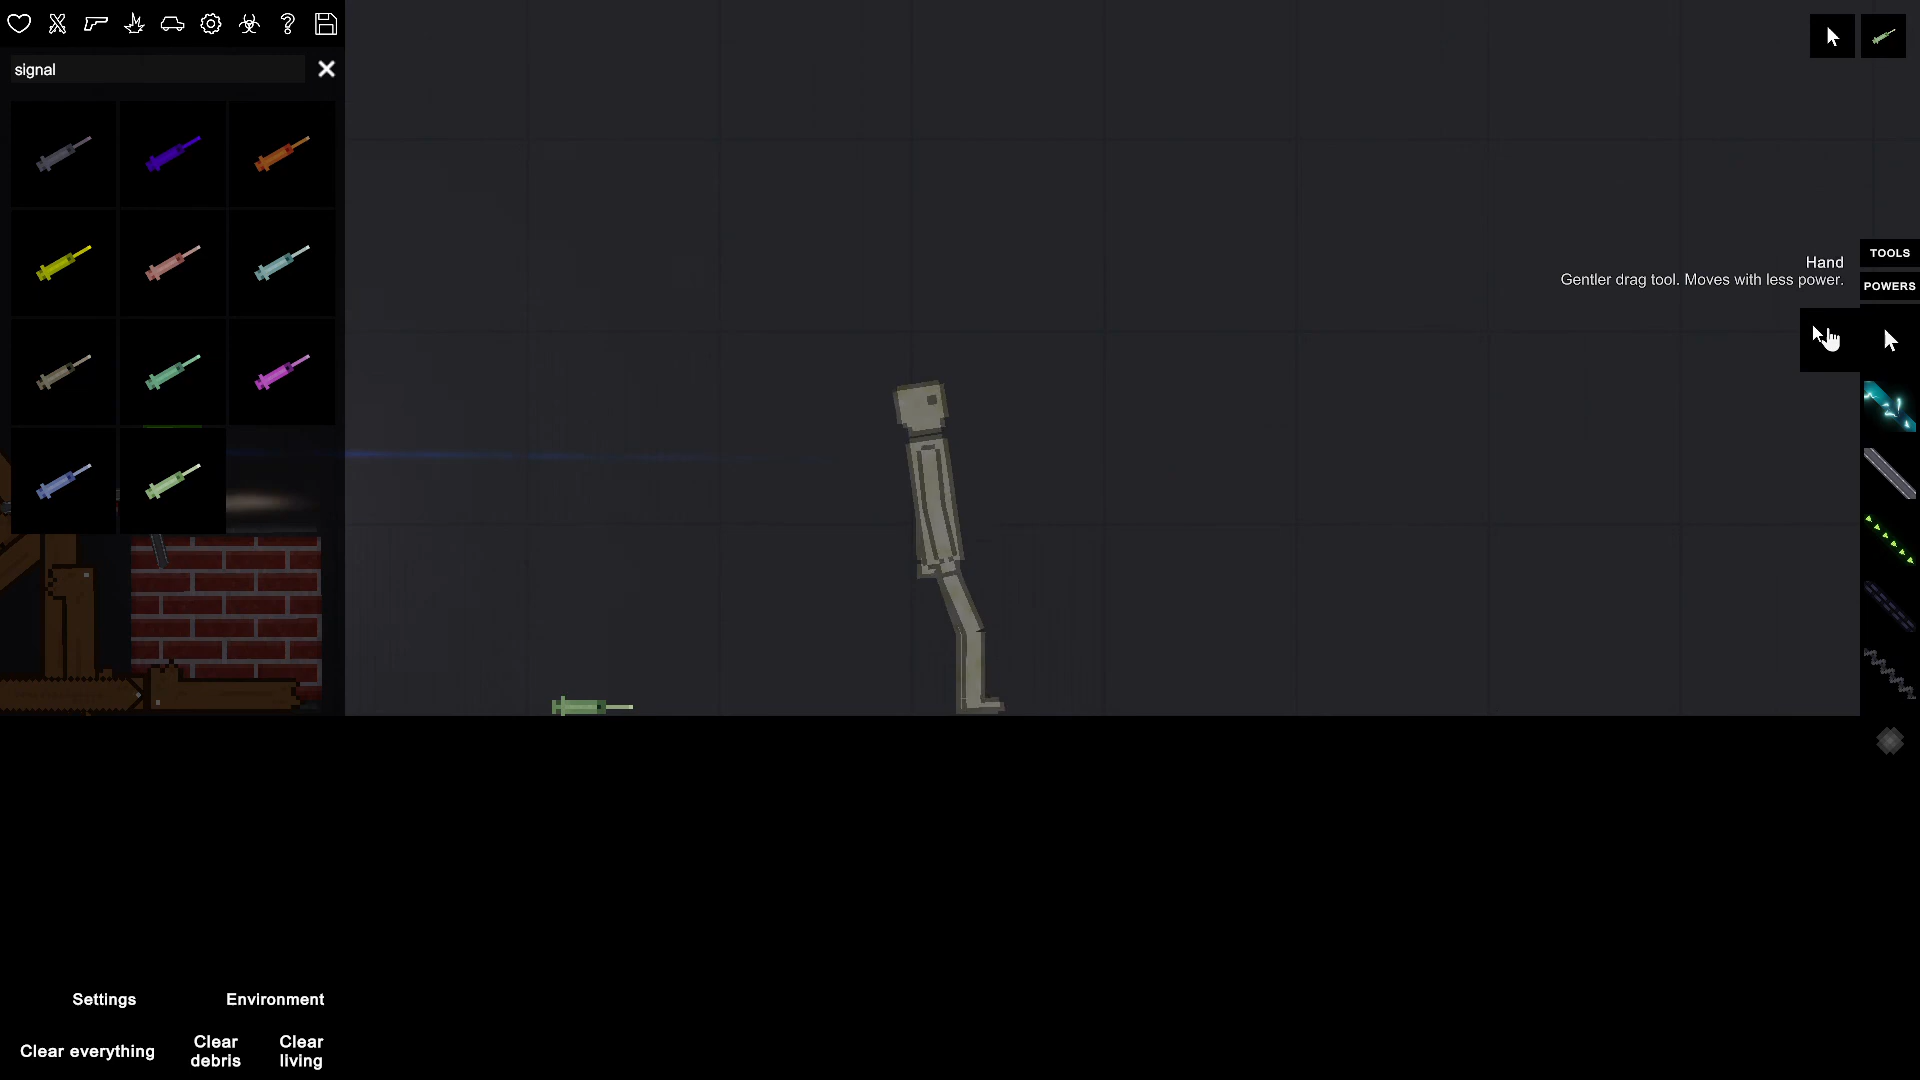 signal
TOOLS
Hand
Gentler drag tool. Moves with less power.
POWERS
Settings
Environment
Clear everything
Clear debris
Clear living